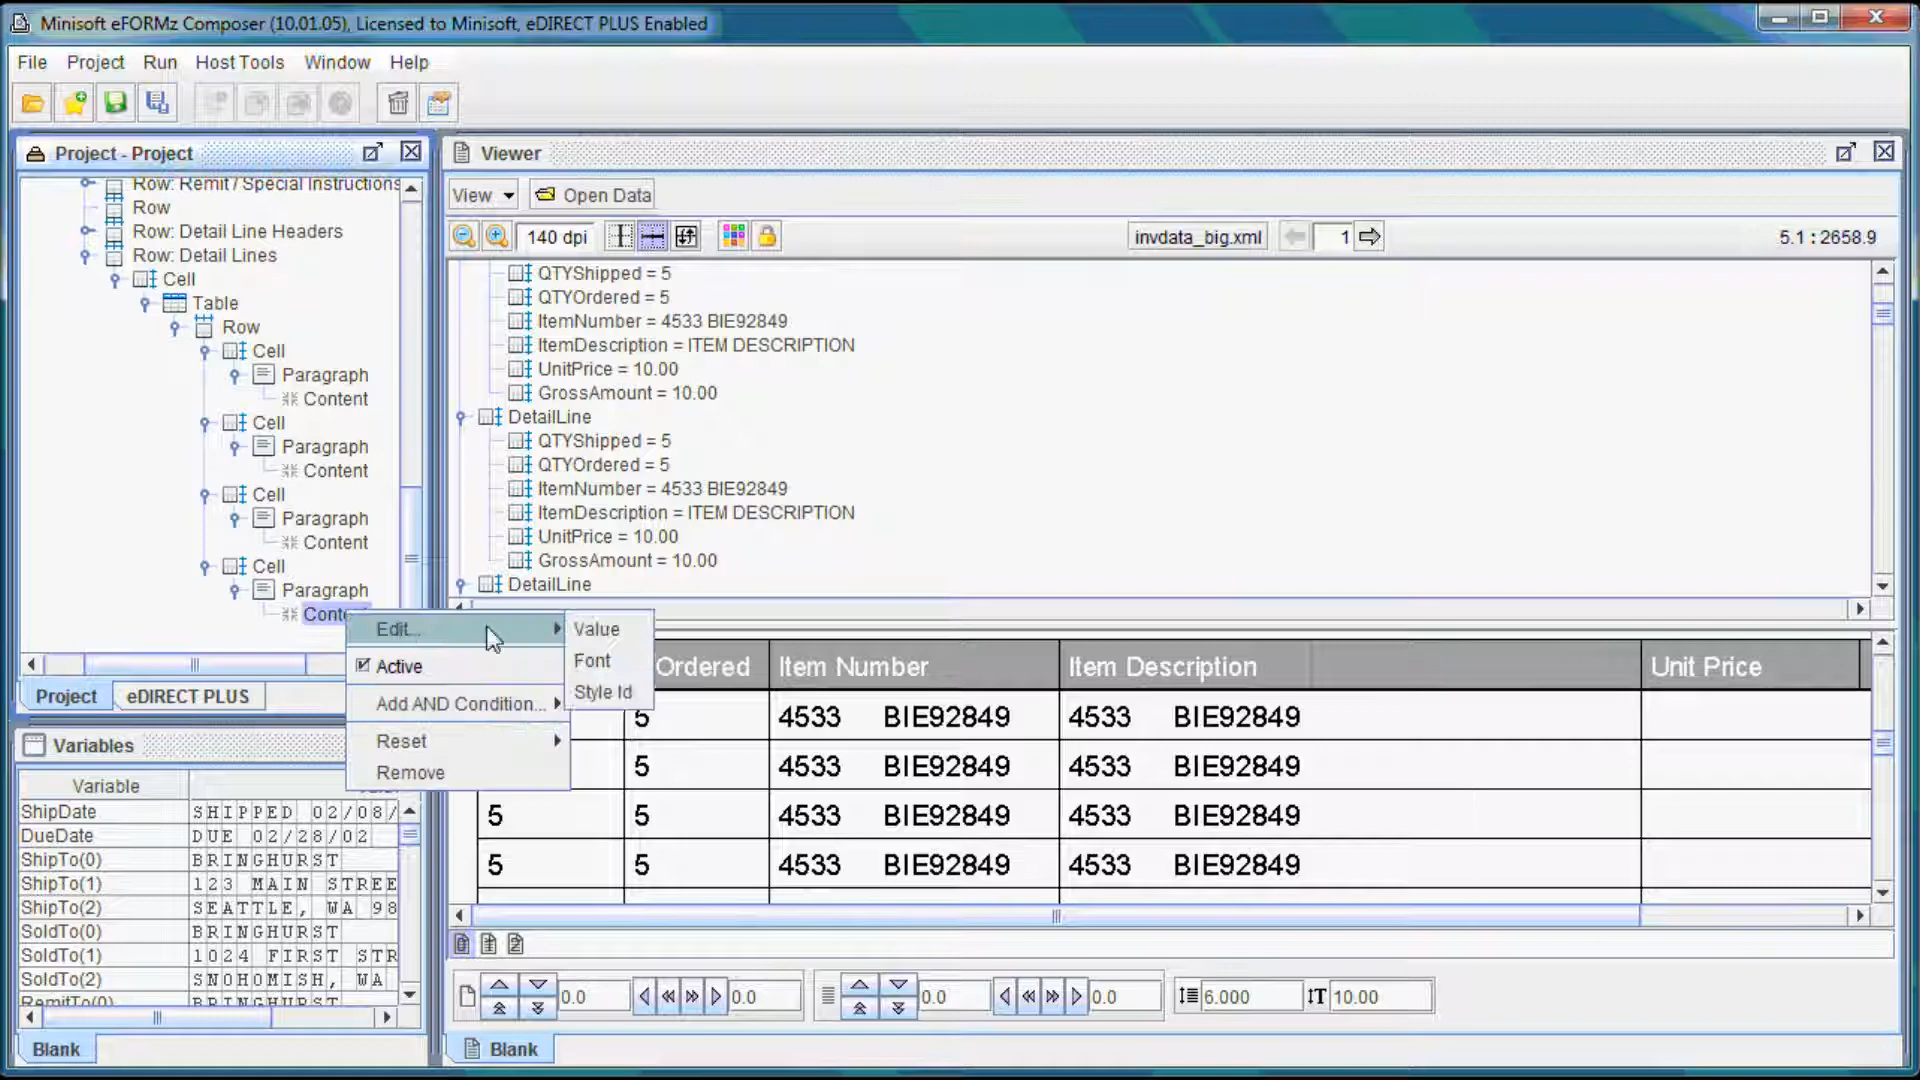 Minisoft eFORMz Composer (10.01.05), Licensed to Minisoft, eDIRECT PLUS Enabled
File Project Run Host Tools Window Help
Project - Project
Row: Remit / Special Instructions
Row
Row: Detail Line Headers
Row: Detail Lines
Cell
Table
Row
Cell
Paragraph
Content
Cell
Paragraph
Content
Cell
Paragraph
Content
Cell
Paragraph
Project eDIRECT PLUS
Edit...
Active
Add AND Condition...
Reset
Remove
Value
Font
Style Id
Variables
Variable
ShipDate SHIPPED 02/08/
DueDate DUE 02/28/02
ShipTo(0) BRINGHURST
ShipTo(1) 123 MAIN STREE
ShipTo(2) SEATTLE, WA 98
SoldTo(0) BRINGHURST
SoldTo(1) 1024 FIRST STR
SoldTo(2) SNOHOMISH, WA
RemitTo(0) BRINGHURST
Blank
Viewer
View Open Data
140 dpi invdata_big.xml 1 5.1 : 2658.9
QTYShipped = 5
QTYOrdered = 5
ItemNumber = 4533 BIE92849
ItemDescription = ITEM DESCRIPTION
UnitPrice = 10.00
GrossAmount = 10.00
DetailLine
QTYShipped = 5
QTYOrdered = 5
ItemNumber = 4533 BIE92849
ItemDescription = ITEM DESCRIPTION
UnitPrice = 10.00
GrossAmount = 10.00
DetailLine
Ordered Item Number Item Description Unit Price
5 4533 BIE92849 4533 BIE92849
5 4533 BIE92849 4533 BIE92849
5 5 4533 BIE92849 4533 BIE92849
5 5 4533 BIE92849 4533 BIE92849
0.0 0.0 0.0 0.0 6.000 10.00
Blank